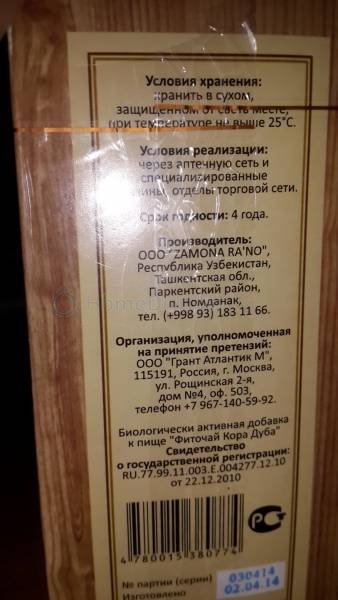 Условия хранения:
хранить в сухом,
защищенном от света месте,
при температуре не выше 25°С.
Условия реализации:
через аптечную сеть и
специализированные
отделы торговой сети.
Срок годности: 4 года.
Производитель:
ООО "ZAMONA RA'NO",
Республика Узбекистан,
Ташкентская обл.,
Паркентский район,
п. Номданак,
тел. (+998 93) 183 11 66.
Организация, уполномоченная
на принятие претензий:
ООО "Грант Атлантик М",
115191, Россия, г. Москва,
ул. Рощинская 2-я,
дом №4, оф. 503,
телефон +7 967-140-59-92.
Биологически активная добавка
к пище "Фиточай Кора Дуба"
Свидетельство
о государственной регистрации:
RU.77.99.11.003.Е.004277.12.10
от 22.12.2010
4780015380774
РСТ
№ партии (серии) 030414
Изготовлено 02.04.14